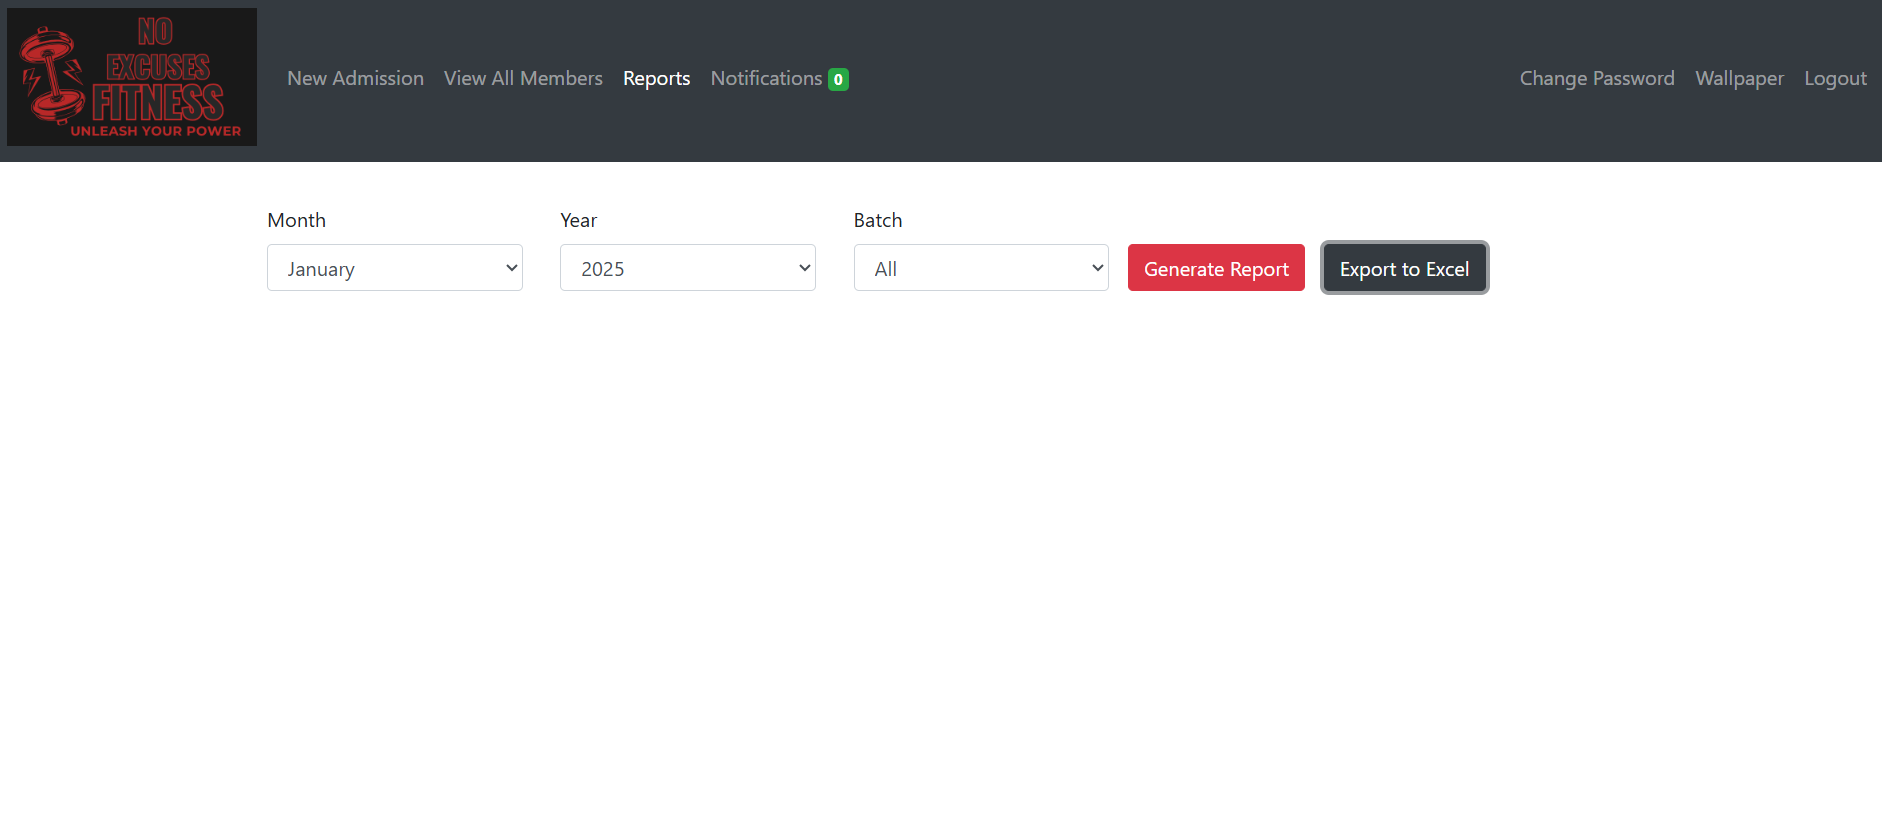 NO
EXCUSES
FITNESS
UNLEASH YOUR POWER
New Admission View All Members Reports Notifications 0 Change Password Wallpaper Logout
Month Year Batch
January 2025 All Generate Report Export to Excel